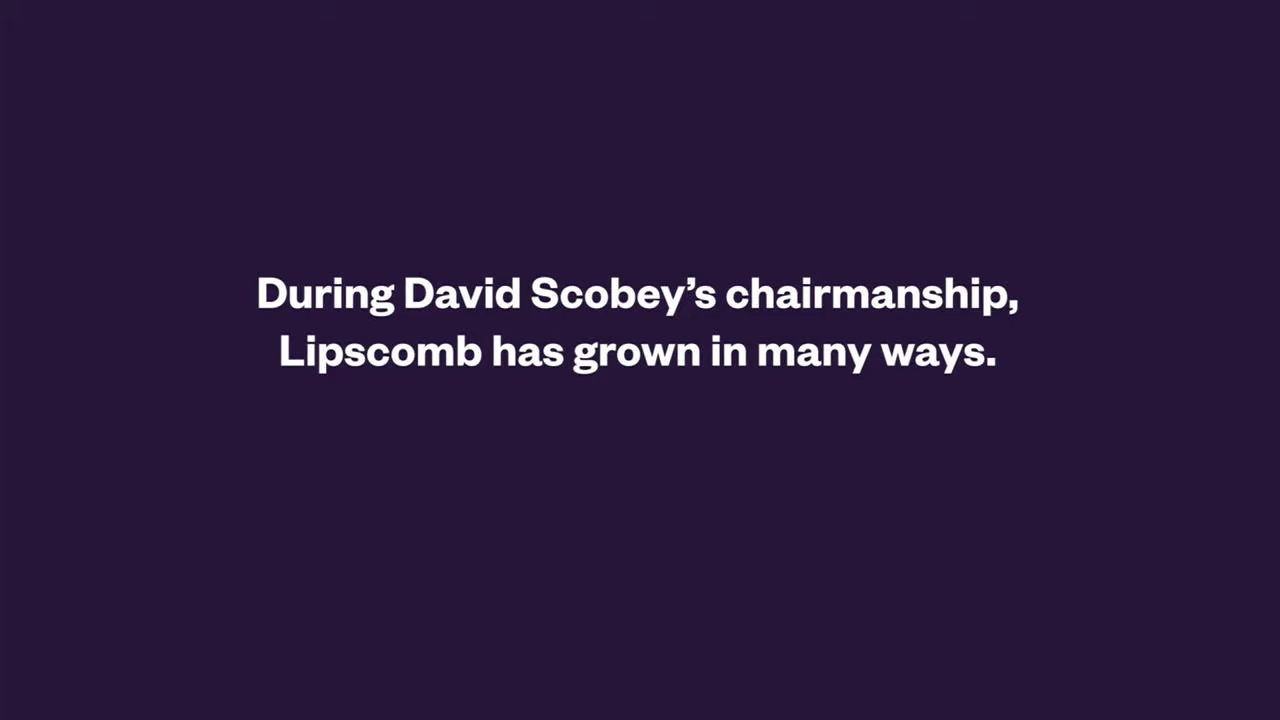 During David Scobey’s chairmanship,
Lipscomb has grown in many ways.